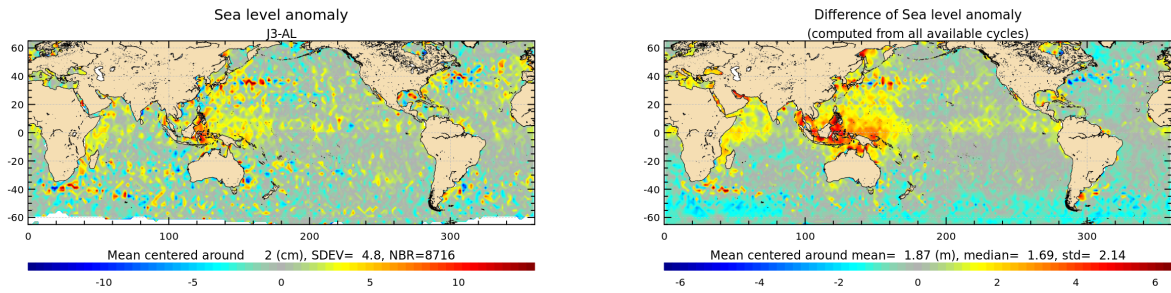 Sea level anomaly
J3-AL
60
40
20
0
-20
-40
-60
0 100 200 300
Mean centered around 2 (cm), SDEV= 4.8, NBR=8716
-10 -5 0 5 10
Difference of Sea level anomaly
(computed from all available cycles)
60
40
20
0
-20
-40
-60
0 100 200 300
Mean centered around mean= 1.87 (m), median= 1.69, std= 2.14
-6 -4 -2 0 2 4 6